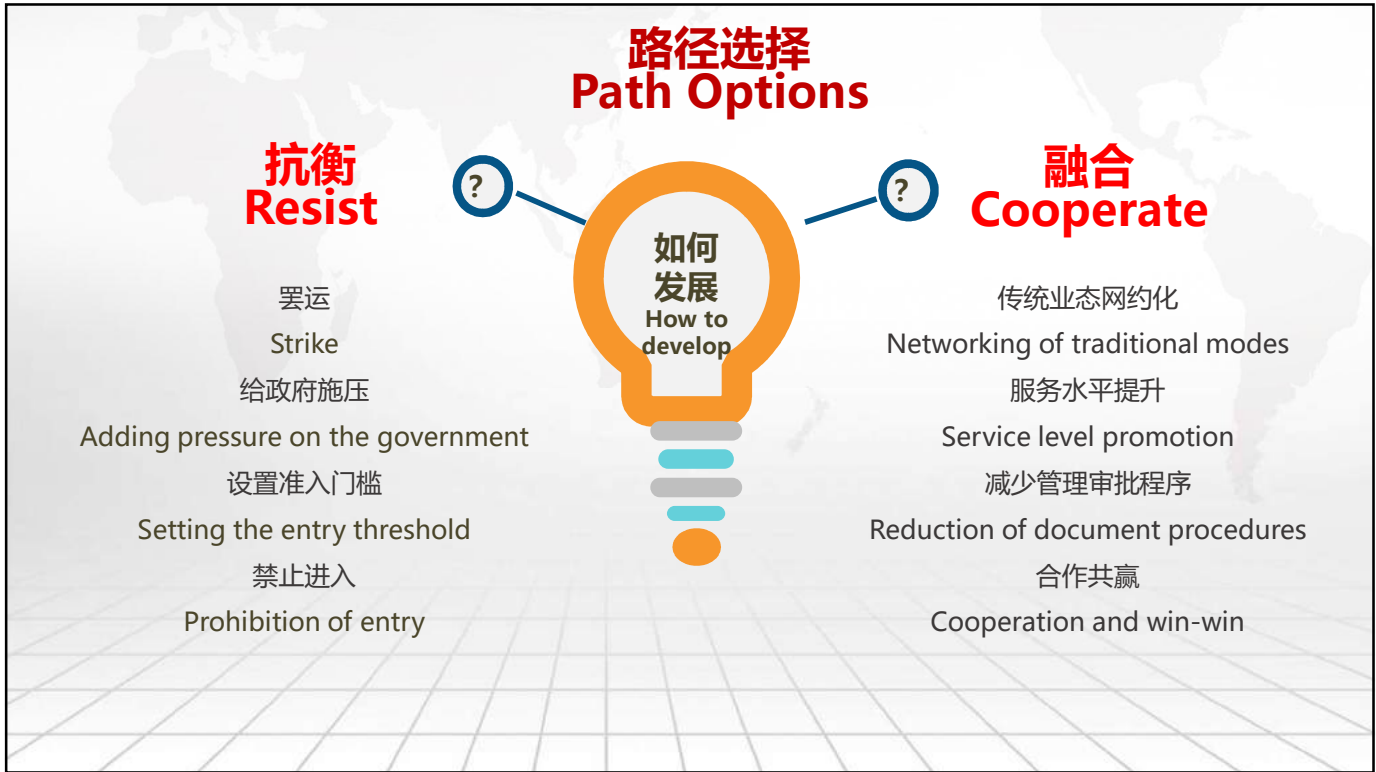 路径选择
Path Options
抗衡
Resist
?
罢运
Strike
给政府施压
Adding pressure on the government
设置准入门槛
Setting the entry threshold
禁止进入
Prohibition of entry
如何
发展
How to
develop
?
融合
Cooperate
传统业态网约化
Networking of traditional modes
服务水平提升
Service level promotion
减少管理审批程序
Reduction of document procedures
合作共赢
Cooperation and win-win